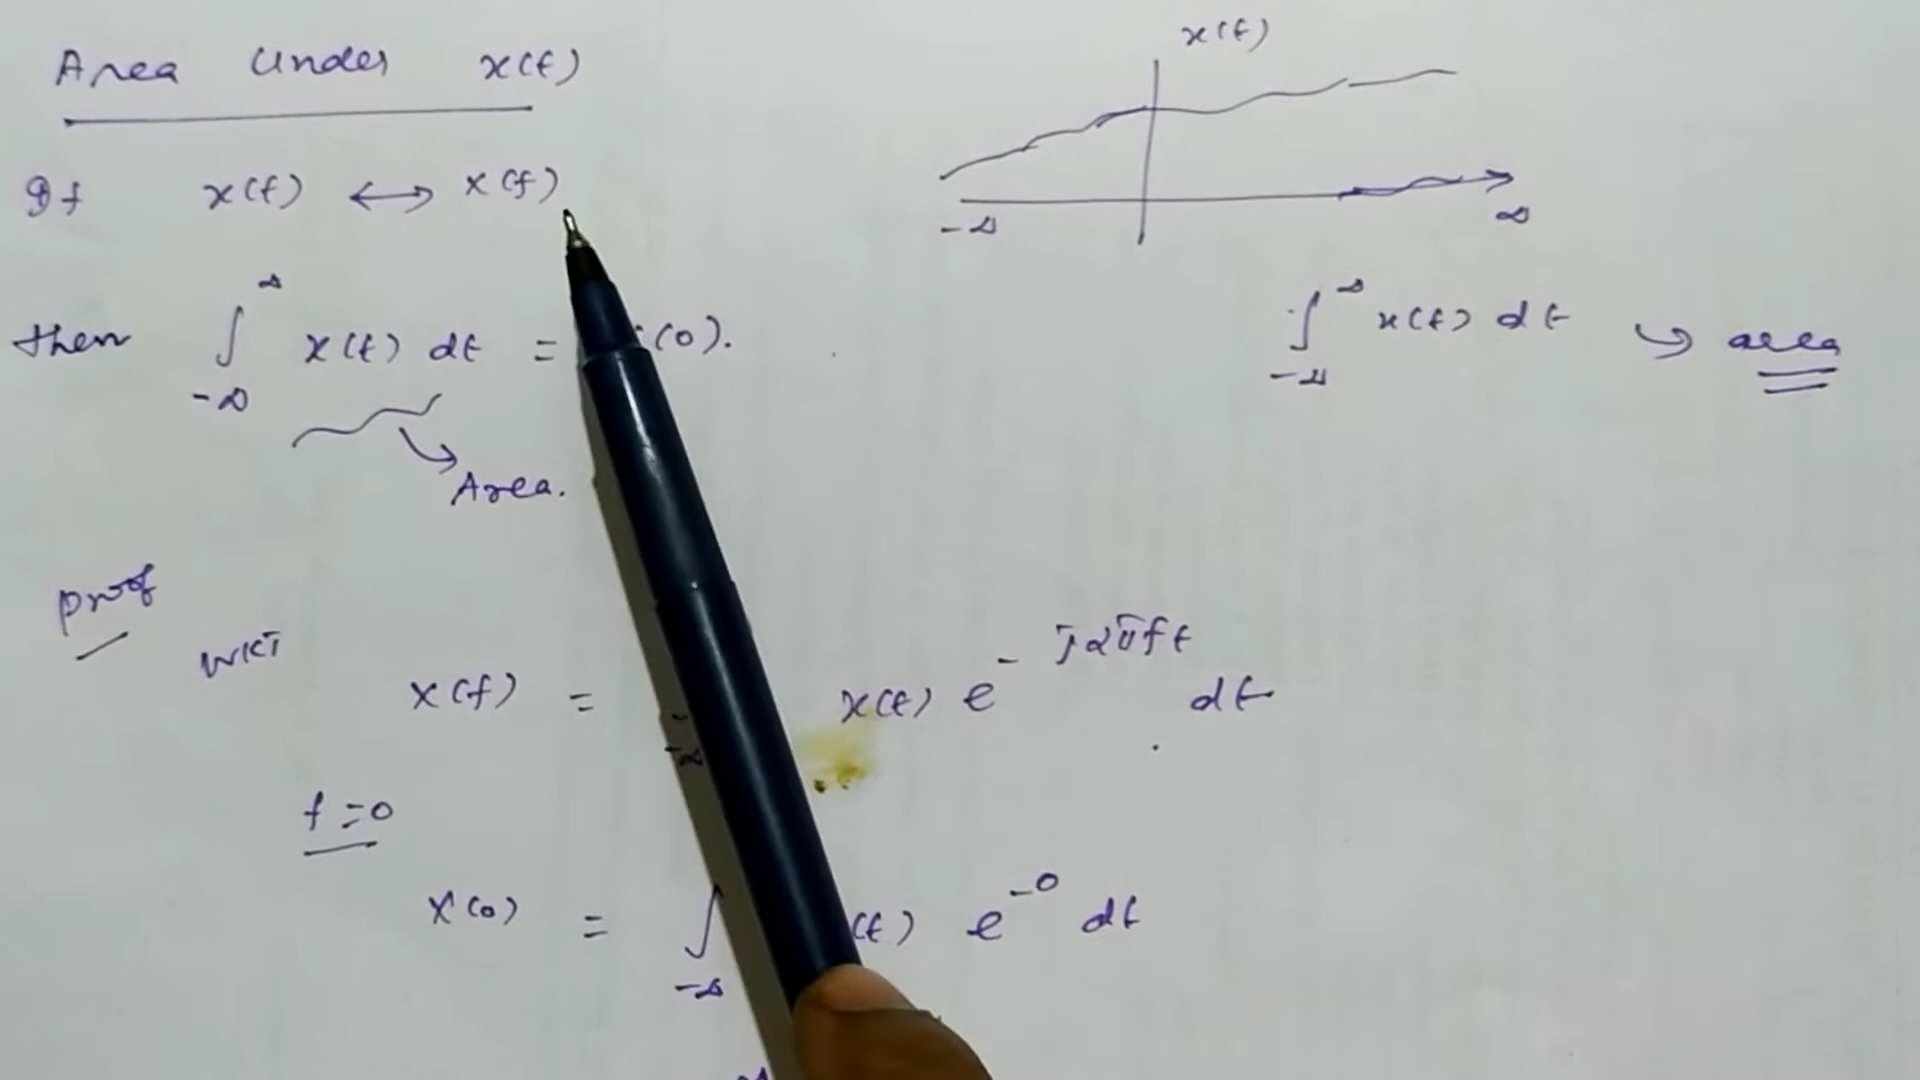 Area Under x(t)
If x(t) ↔ X(f)
then ∫_{-∞}^{∞} x(t) dt = (0).
Area.
x(t)
-∞ ∞
∫_{-∞}^{∞} x(t) dt ↪ area
Proof
WKT
X(f) = x(t) e^{-j2πft} dt
f=0
X(0) = ∫_{-∞} (t) e^{-0} dt